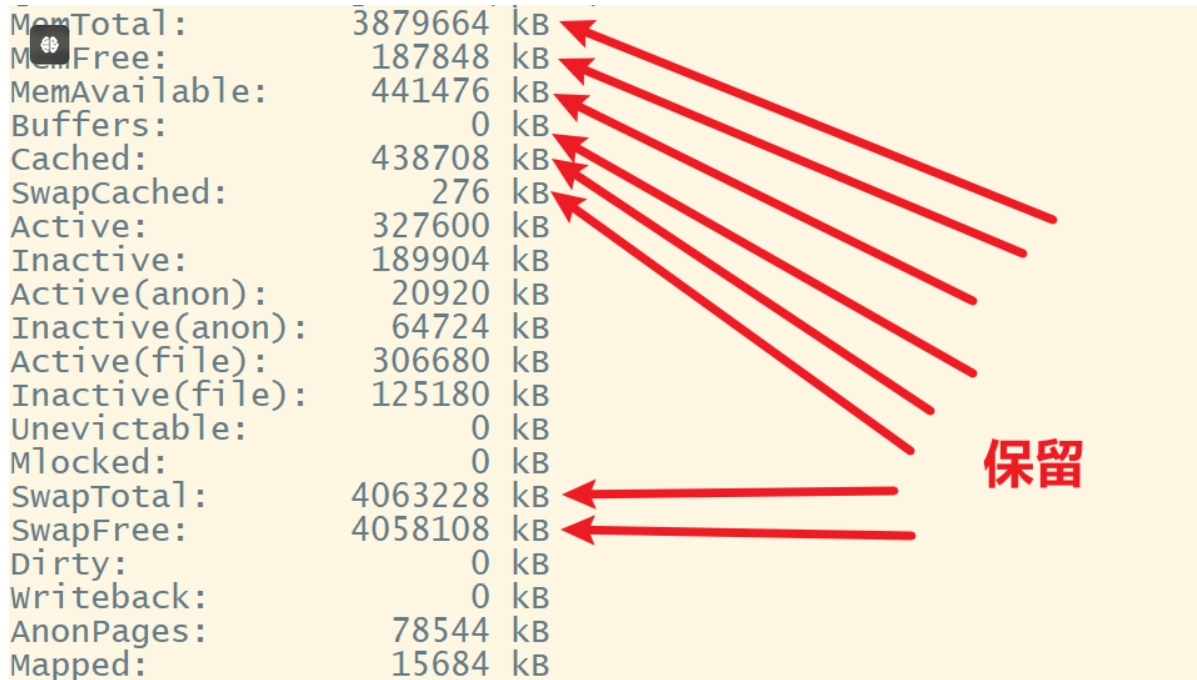 MemTotal: 3879664 kB
MemFree: 187848 kB
MemAvailable: 441476 kB
Buffers: 0 kB
Cached: 438708 kB
SwapCached: 276 kB
Active: 327600 kB
Inactive: 189904 kB
Active(anon): 20920 kB
Inactive(anon): 64724 kB
Active(file): 306680 kB
Inactive(file): 125180 kB
Unevictable: 0 kB
Mlocked: 0 kB
保留
SwapTotal: 4063228 kB
SwapFree: 4058108 kB
Dirty: 0 kB
Writeback: 0 kB
AnonPages: 78544 kB
Mapped: 15684 kB